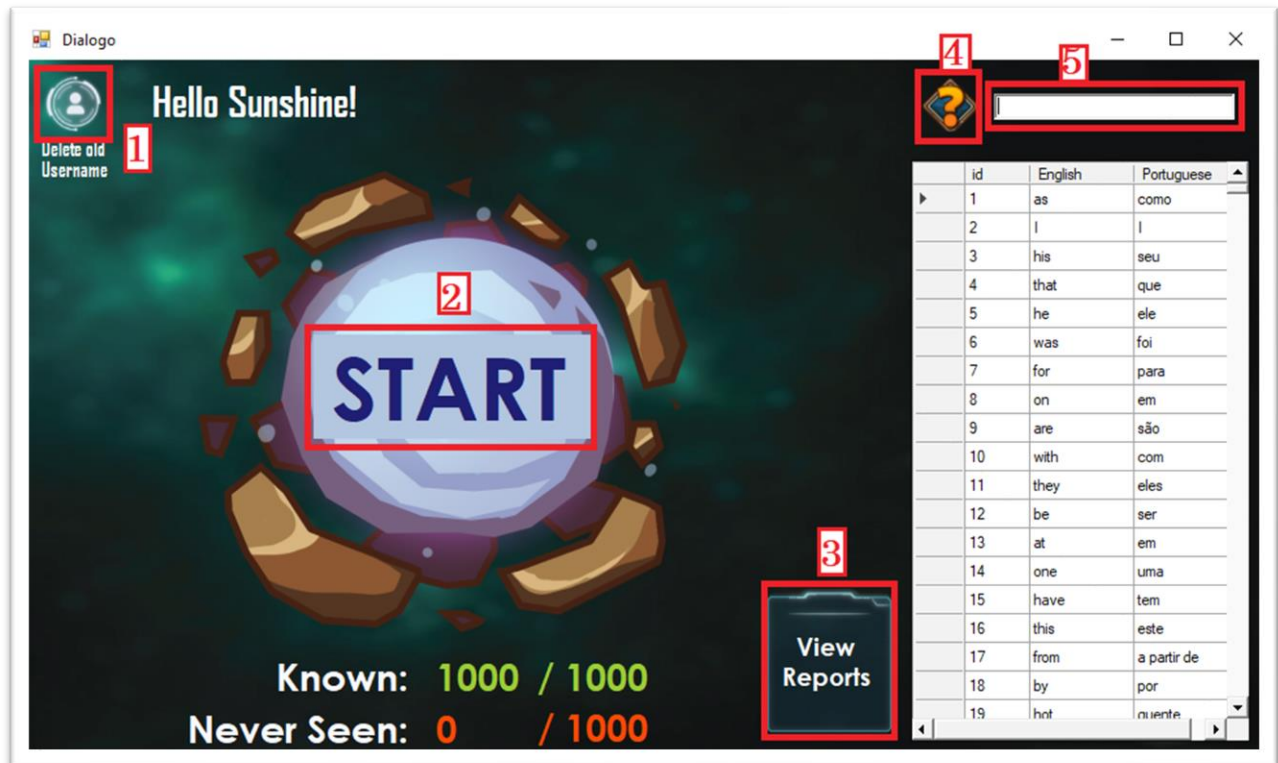 Dialogo
4
5
Hello Sunshine!
1
Delete old
Username
id English Portuguese
1 as como
2 I I
3 his seu
4 that que
5 he ele
6 was foi
7 for para
8 on em
9 are são
10 with com
11 they eles
12 be ser
13 at em
14 one uma
15 have tem
16 this este
17 from a partir de
18 by por
19 hot quente
2
START
3
View
Reports
Known: 1000 / 1000
Never Seen: 0 / 1000